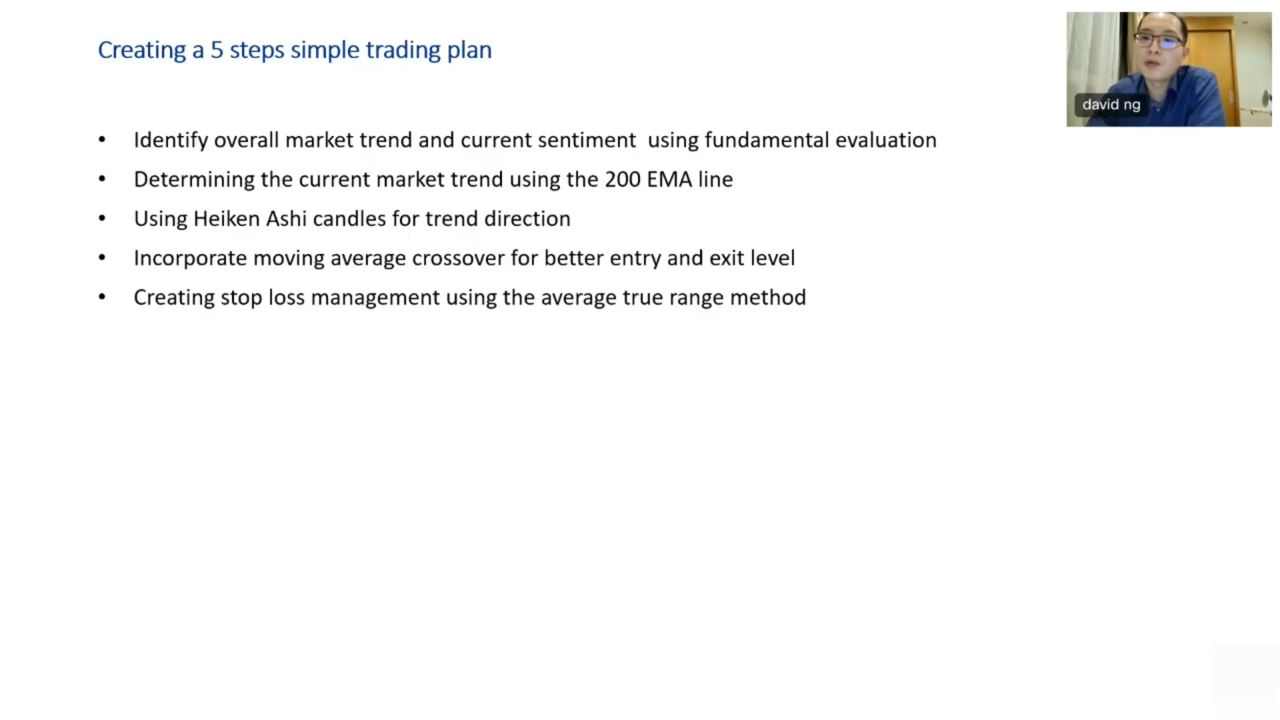 Creating a 5 steps simple trading plan
david ng
• Identify overall market trend and current sentiment  using fundamental evaluation
• Determining the current market trend using the 200 EMA line
• Using Heiken Ashi candles for trend direction
• Incorporate moving average crossover for better entry and exit level
• Creating stop loss management using the average true range method